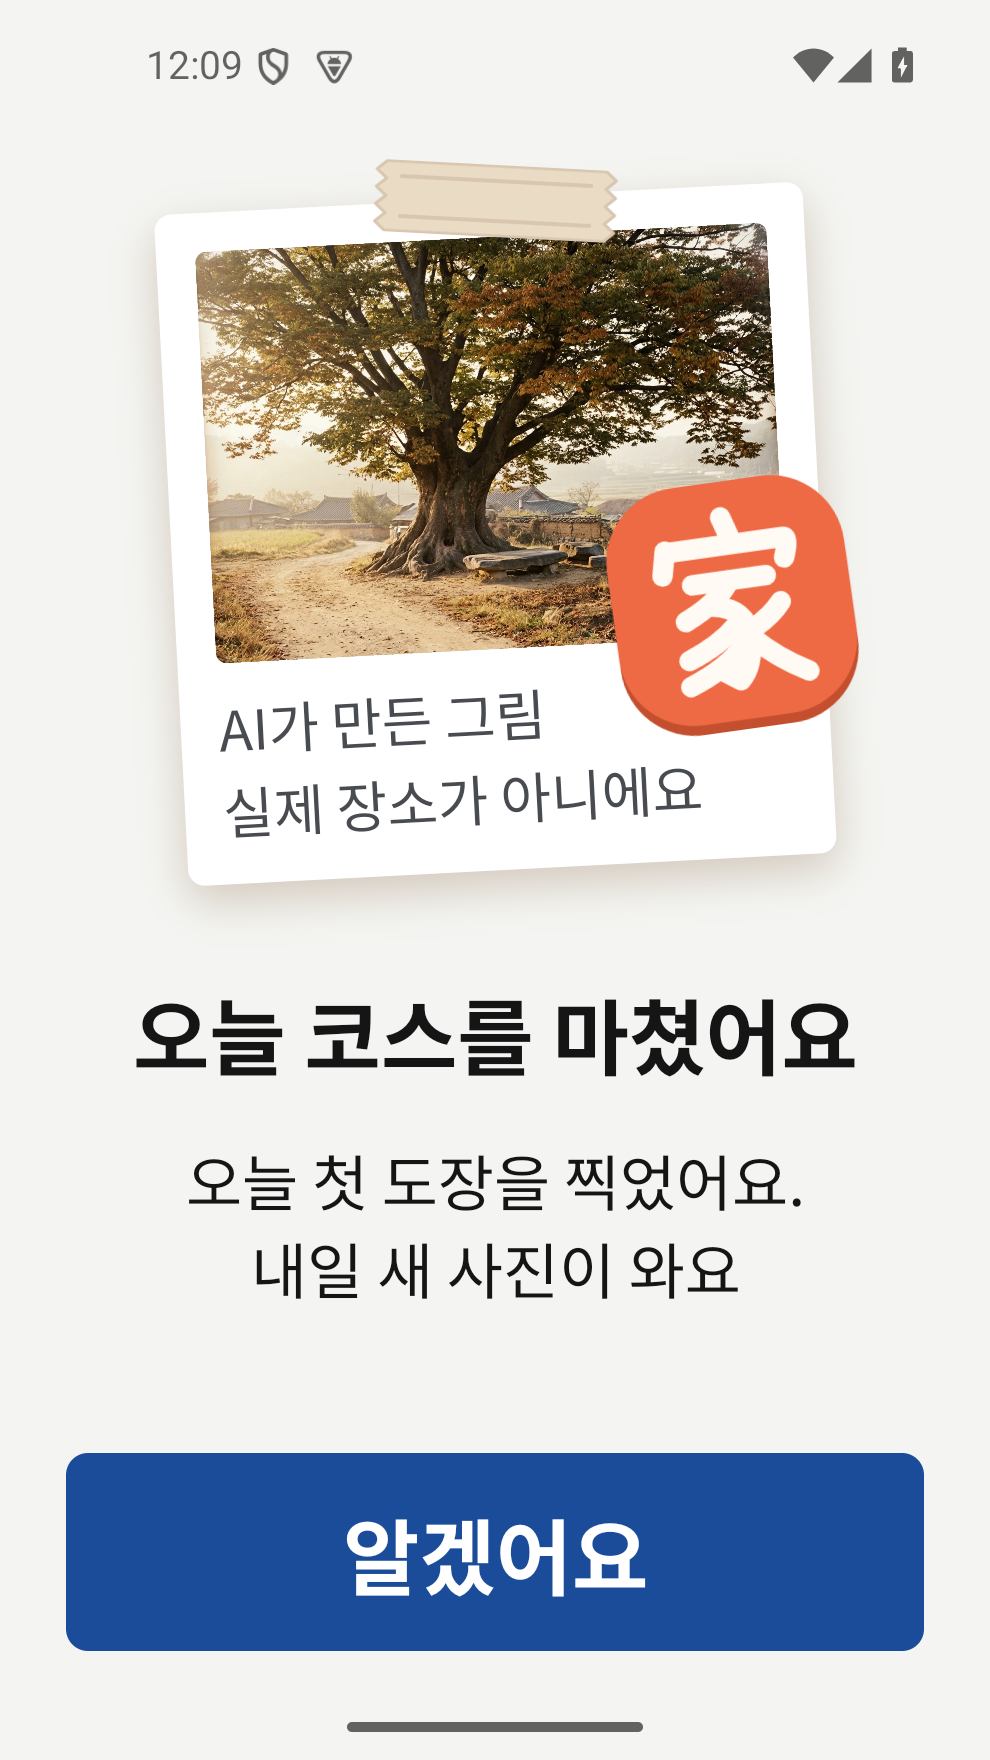 12:09
家
AI가 만든 그림
실제 장소가 아니에요
오늘 코스를 마쳤어요
오늘 첫 도장을 찍었어요.
내일 새 사진이 와요
알겠어요